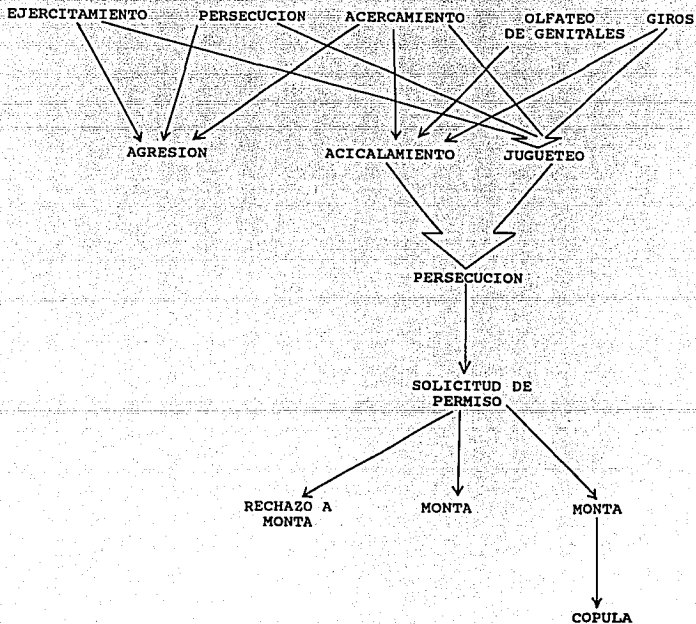 EJERCITAMIENTO PERSECUCION ACERCAMIENTO OLFATEO DE GENITALES GIROS
AGRESION ACICALAMIENTO JUGUETEO
PERSECUCION
SOLICITUD DE
PERMISO
RECHAZO A
MONTA
MONTA
MONTA
COPULA